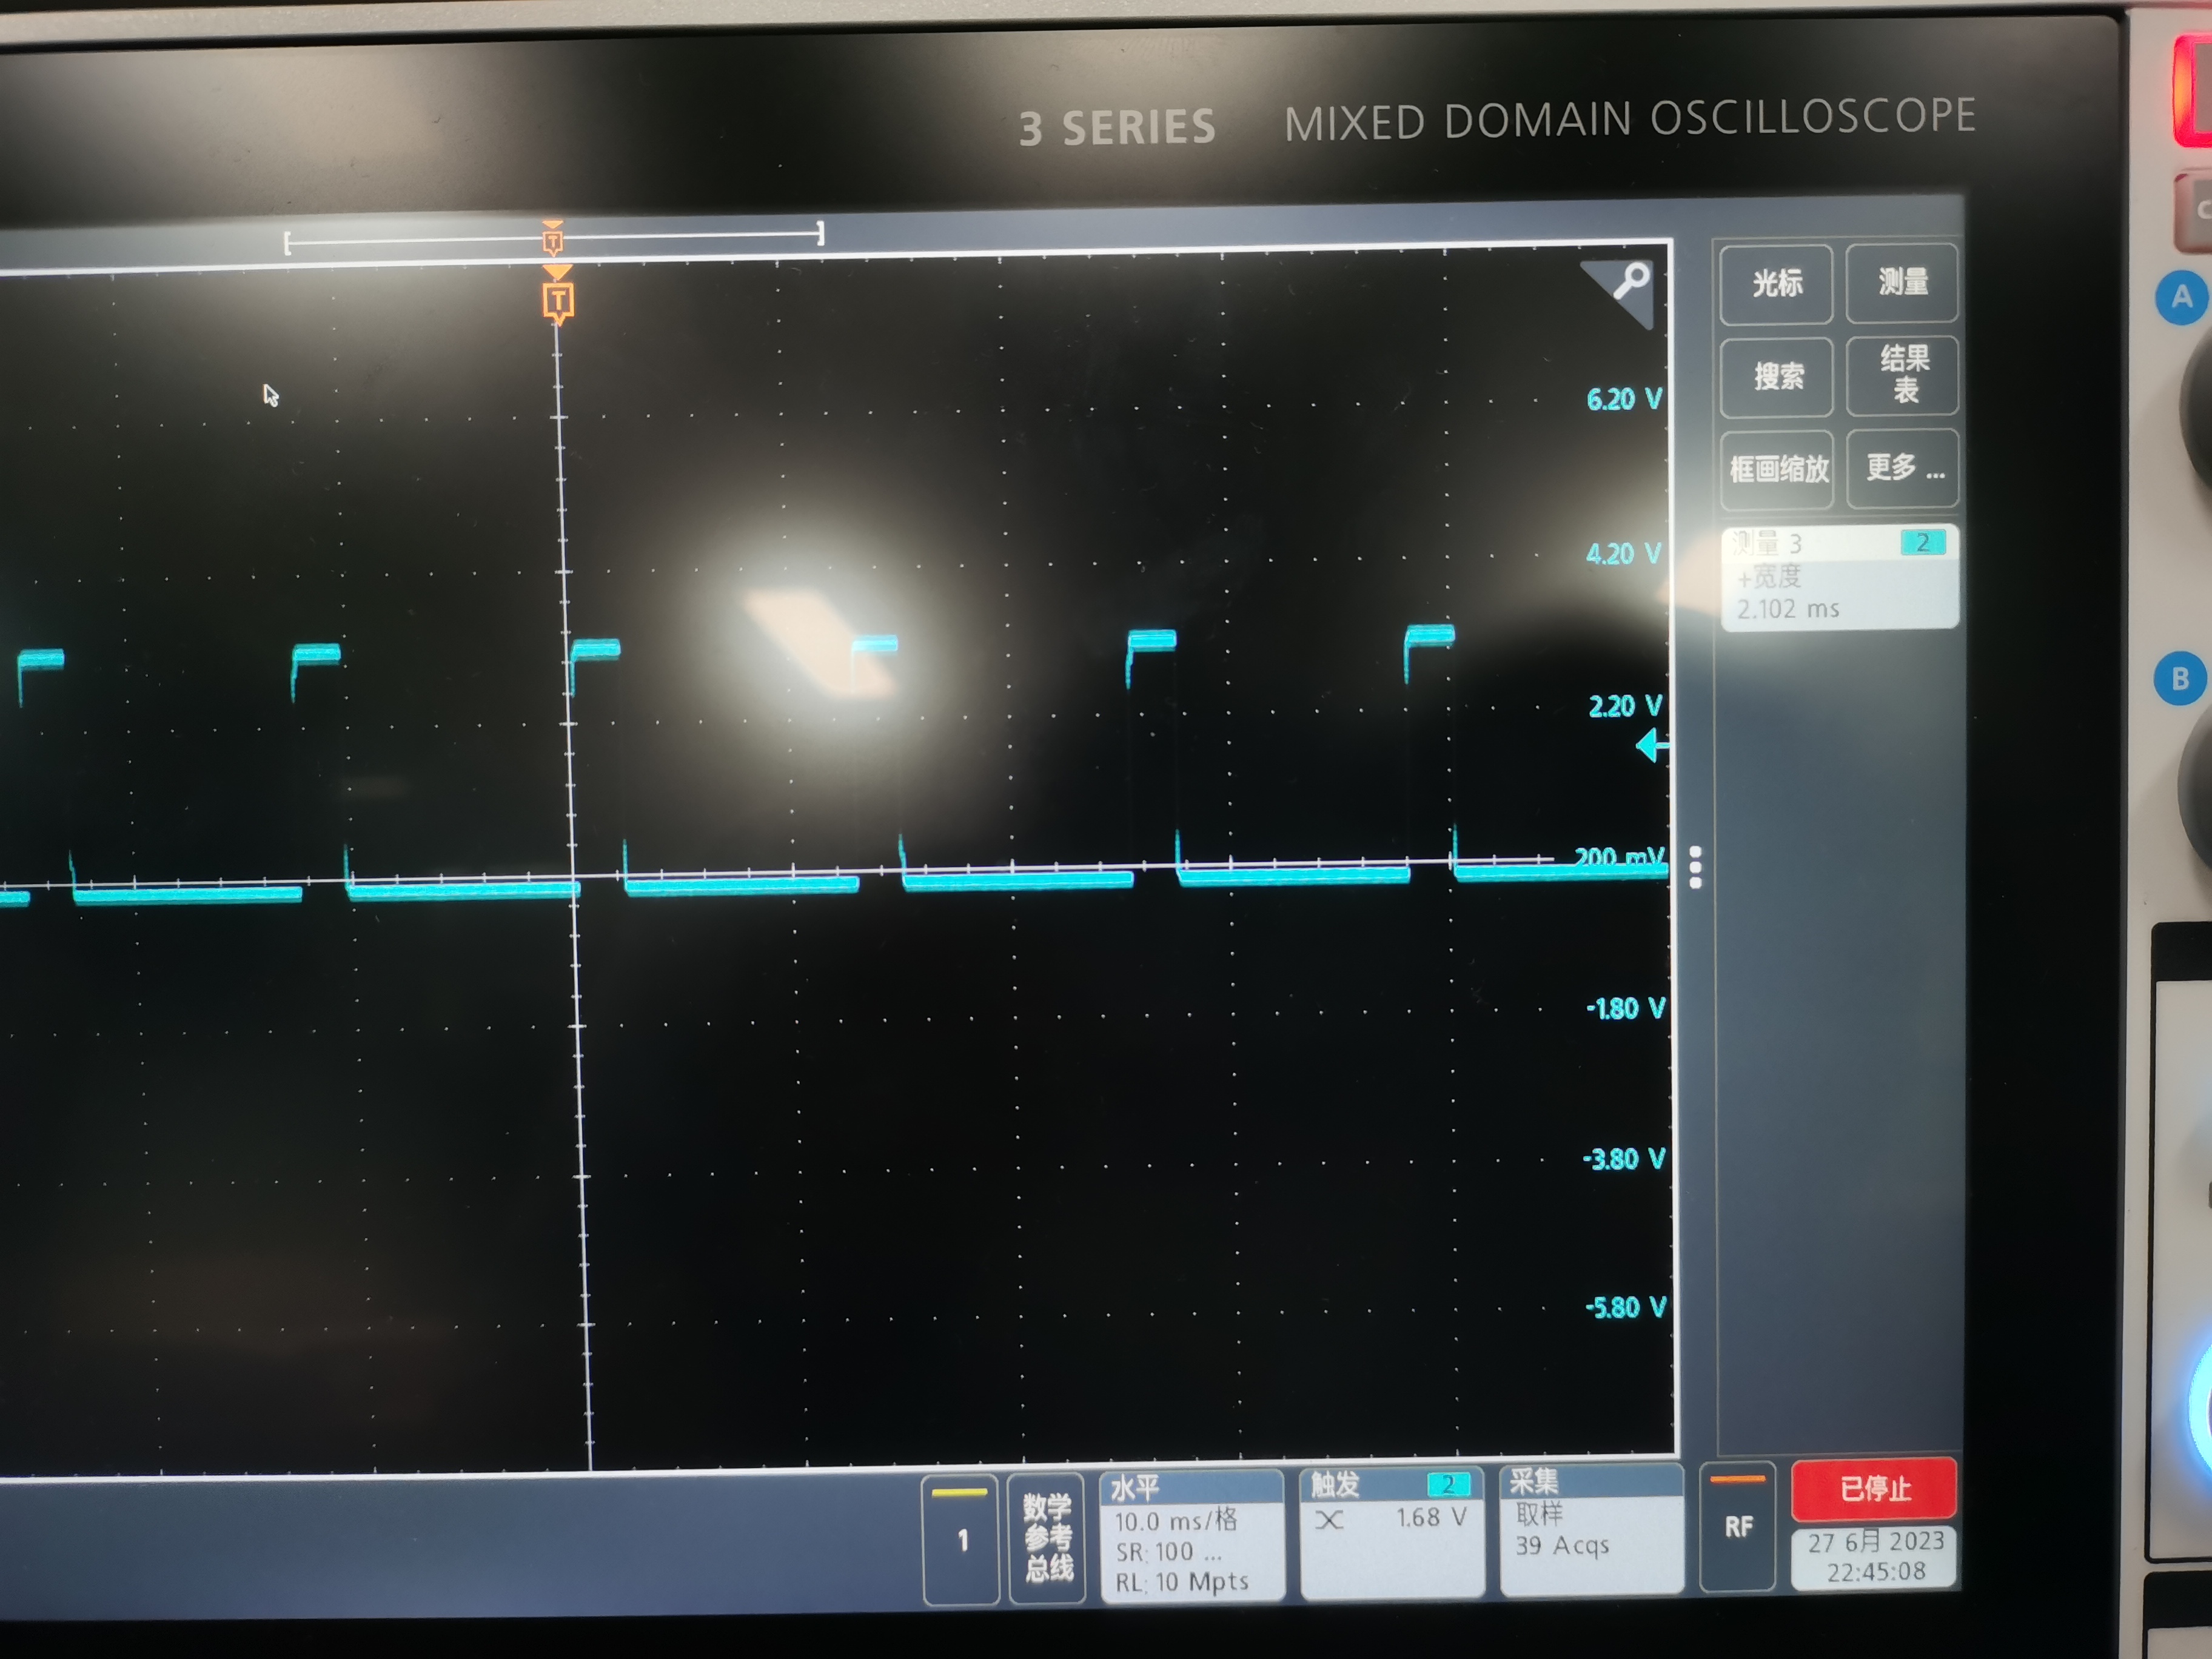 3 SERIES MIXED DOMAIN OSCILLOSCOPE
T
T
光标
测量
A
搜索
结果
表
框画缩放
更多 ...
6.20 V
4.20 V
2.20 V
200 mV
-1.80 V
-3.80 V
-5.80 V
测量 3
2
+宽度
2.102 ms
B
1
数学
参考
总线
水平
10.0 ms/格
SR: 100 ...
RL: 10 Mpts
触发
2
1.68 V
采集
取样
39 Acqs
RF
已停止
27 6月 2023
22:45:08